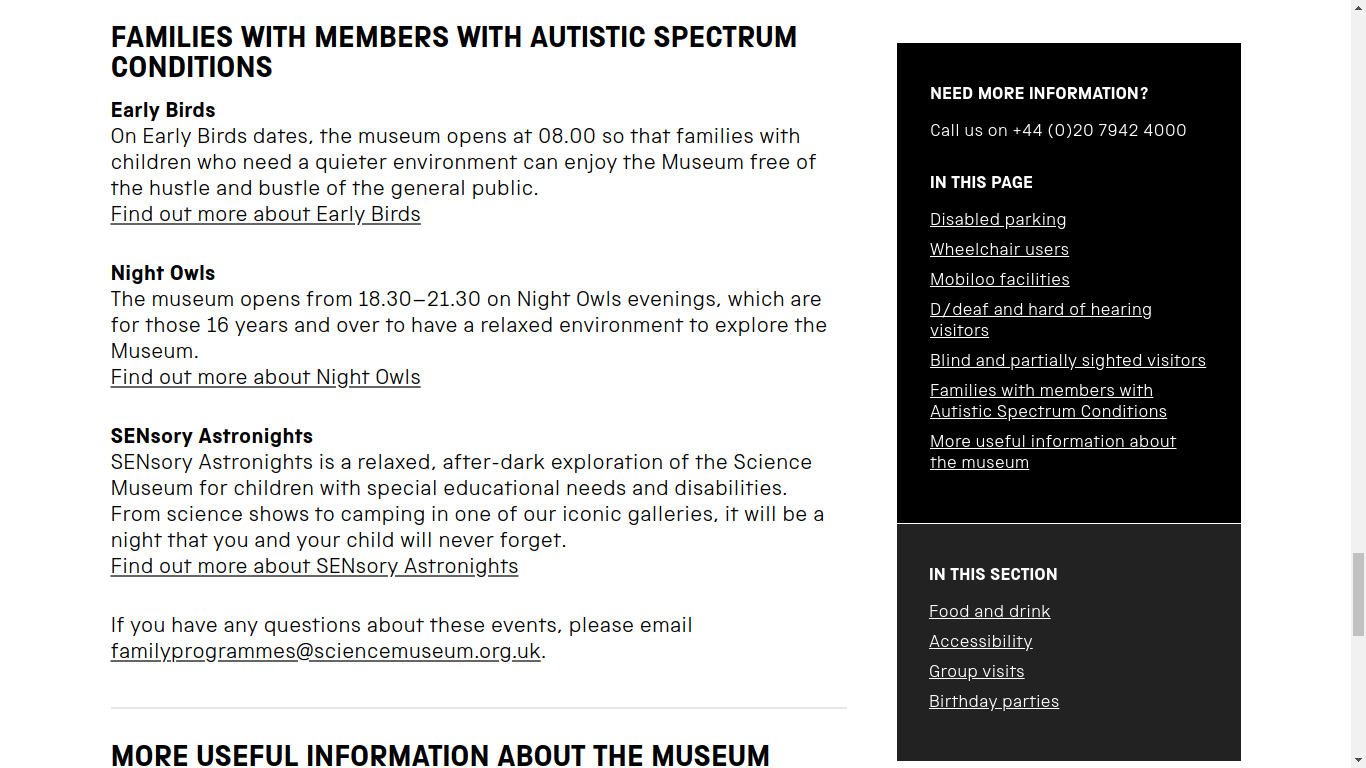 FAMILIES WITH MEMBERS WITH AUTISTIC SPECTRUM
CONDITIONS
Early Birds
On Early Birds dates, the museum opens at 08.00 so that families with
children who need a quieter environment can enjoy the Museum free of
the hustle and bustle of the general public.
Find out more about Early Birds
Night Owls
The museum opens from 18.30–21.30 on Night Owls evenings, which are
for those 16 years and over to have a relaxed environment to explore the
Museum.
Find out more about Night Owls
SENsory Astronights
SENsory Astronights is a relaxed, after-dark exploration of the Science
Museum for children with special educational needs and disabilities.
From science shows to camping in one of our iconic galleries, it will be a
night that you and your child will never forget.
Find out more about SENsory Astronights
If you have any questions about these events, please email
familyprogrammes@sciencemuseum.org.uk.
MORE USEFUL INFORMATION ABOUT THE MUSEUM
NEED MORE INFORMATION?
Call us on +44 (0)20 7942 4000
IN THIS PAGE
Disabled parking
Wheelchair users
Mobiloo facilities
D/deaf and hard of hearing
visitors
Blind and partially sighted visitors
Families with members with
Autistic Spectrum Conditions
More useful information about
the museum
IN THIS SECTION
Food and drink
Accessibility
Group visits
Birthday parties